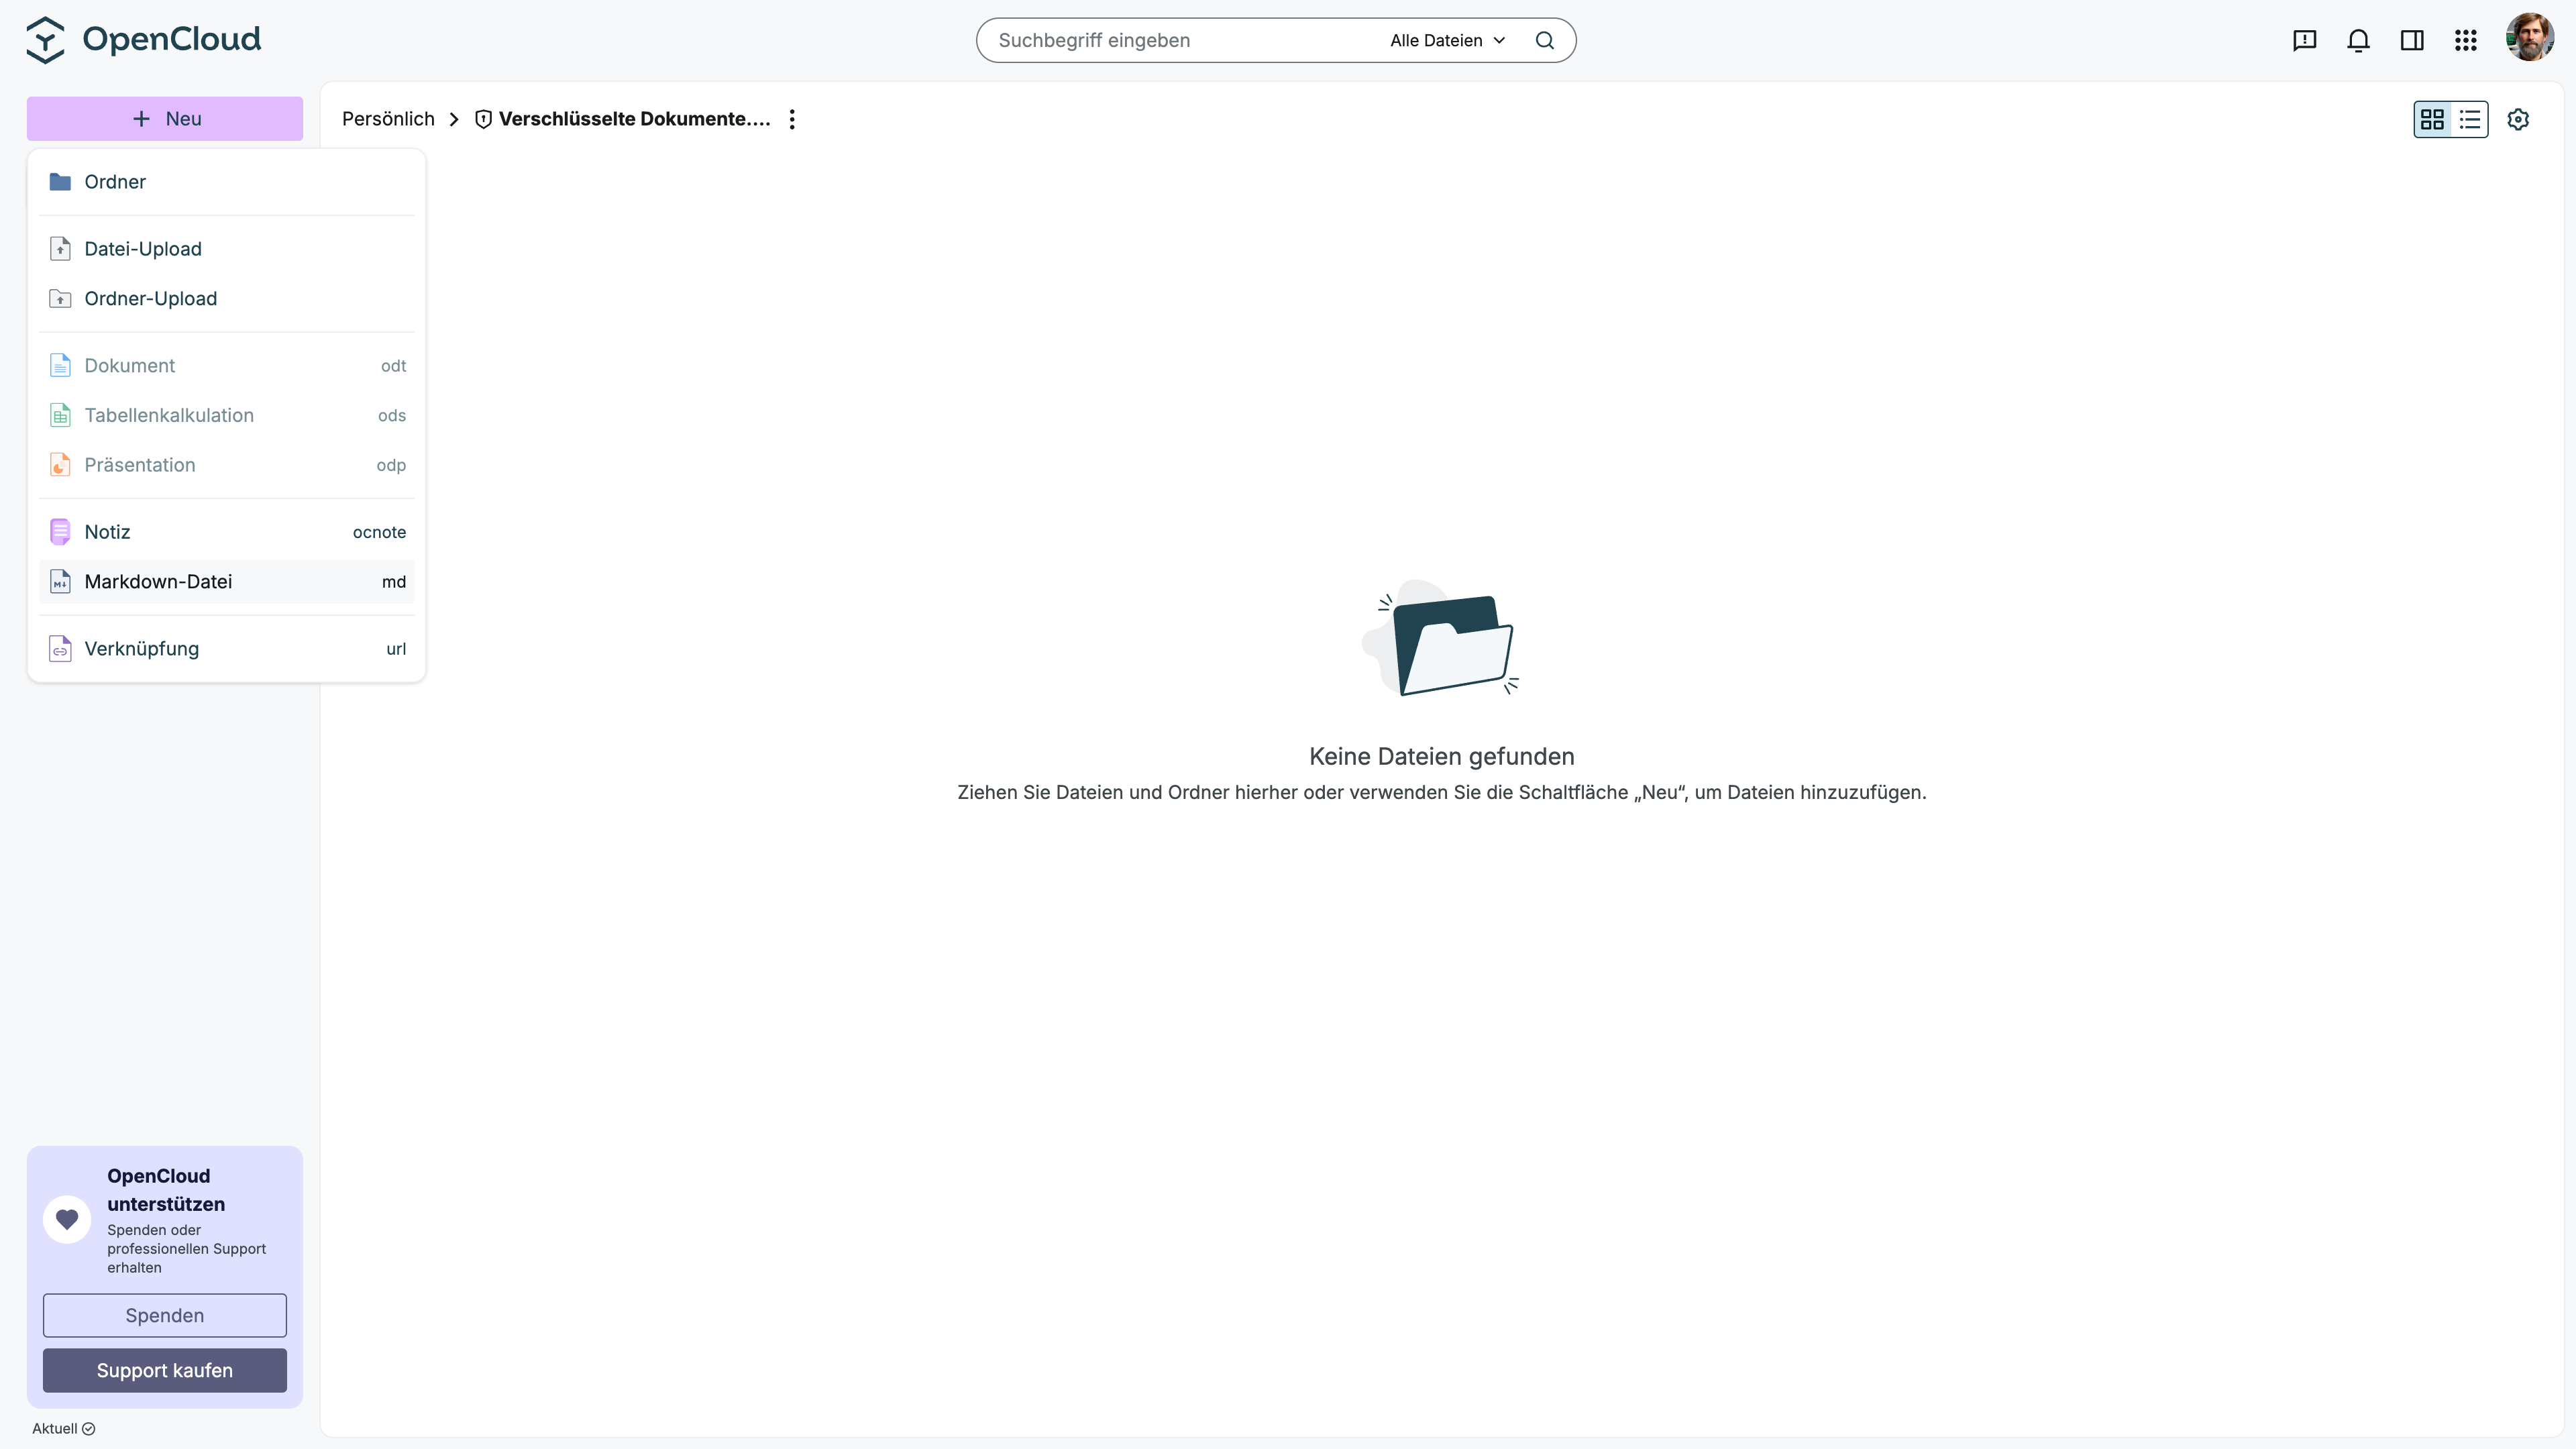 OpenCloud
Suchbegriff eingeben
Alle Dateien
Neu
Persönlich
Verschlüsselte Dokumente....
Ordner
Datei-Upload
Ordner-Upload
Dokument odt
Tabellenkalkulation ods
Präsentation odp
Notiz ocnote
Markdown-Datei md
Verknüpfung url
Keine Dateien gefunden
Ziehen Sie Dateien und Ordner hierher oder verwenden Sie die Schaltfläche „Neu“, um Dateien hinzuzufügen.
OpenCloud
unterstützen
Spenden oder
professionellen Support
erhalten
Spenden
Support kaufen
Aktuell